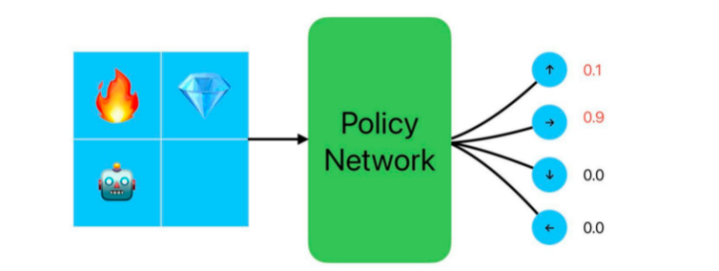 Policy
Network
↑ 0.1
→ 0.9
↓ 0.0
← 0.0